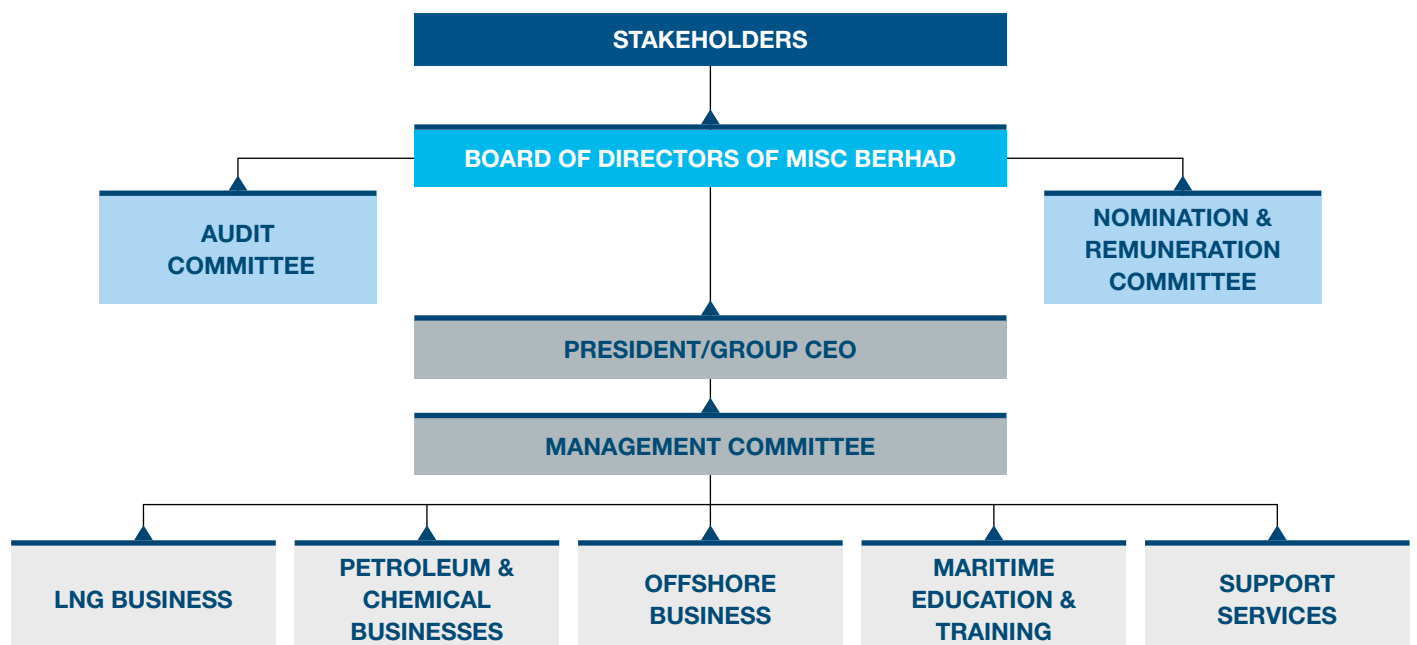 STAKEHOLDERS
BOARD OF DIRECTORS OF MISC BERHAD
AUDIT
COMMITTEE
NOMINATION &
REMUNERATION
COMMITTEE
PRESIDENT/GROUP CEO
MANAGEMENT COMMITTEE
LNG BUSINESS
PETROLEUM &
CHEMICAL
BUSINESSES
OFFSHORE
BUSINESS
MARITIME
EDUCATION &
TRAINING
SUPPORT
SERVICES